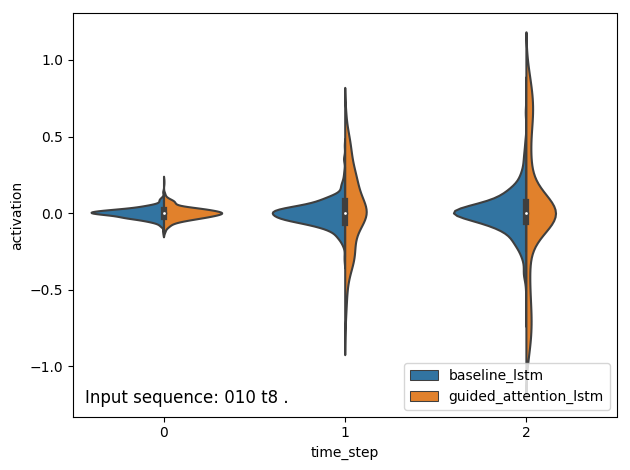 1.0
0.5
0.0
−0.5
−1.0
activation
Input sequence: 010 t8 .
baseline_lstm
guided_attention_lstm
0 1 2
time_step